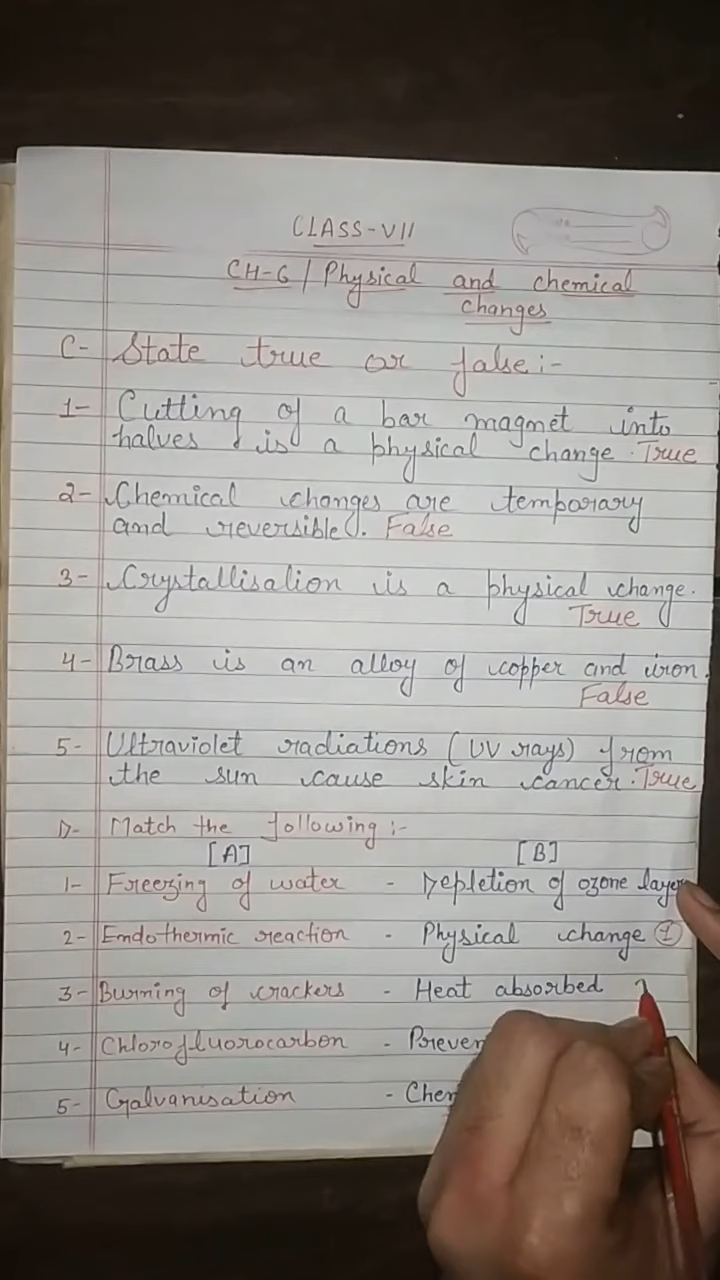 CLASS-VII
CH-6 / Physical and chemical
changes
C- State true or false :-
1- Cutting of a bar magnet into
halves is a physical change. True
2- Chemical changes are temporary
and reversible. False
3- Crystallisation is a physical change.
True
4- Brass is an alloy of copper and iron.
False
5- Ultraviolet radiations (UV rays) from
the sun cause skin cancer. True
D- Match the following :-
[A] [B]
1- Freezing of water - Depletion of ozone layer
2- Endothermic reaction - Physical change ①
3- Burning of crackers - Heat absorbed
4- Chlorofluorocarbon -
5- Galvanisation -